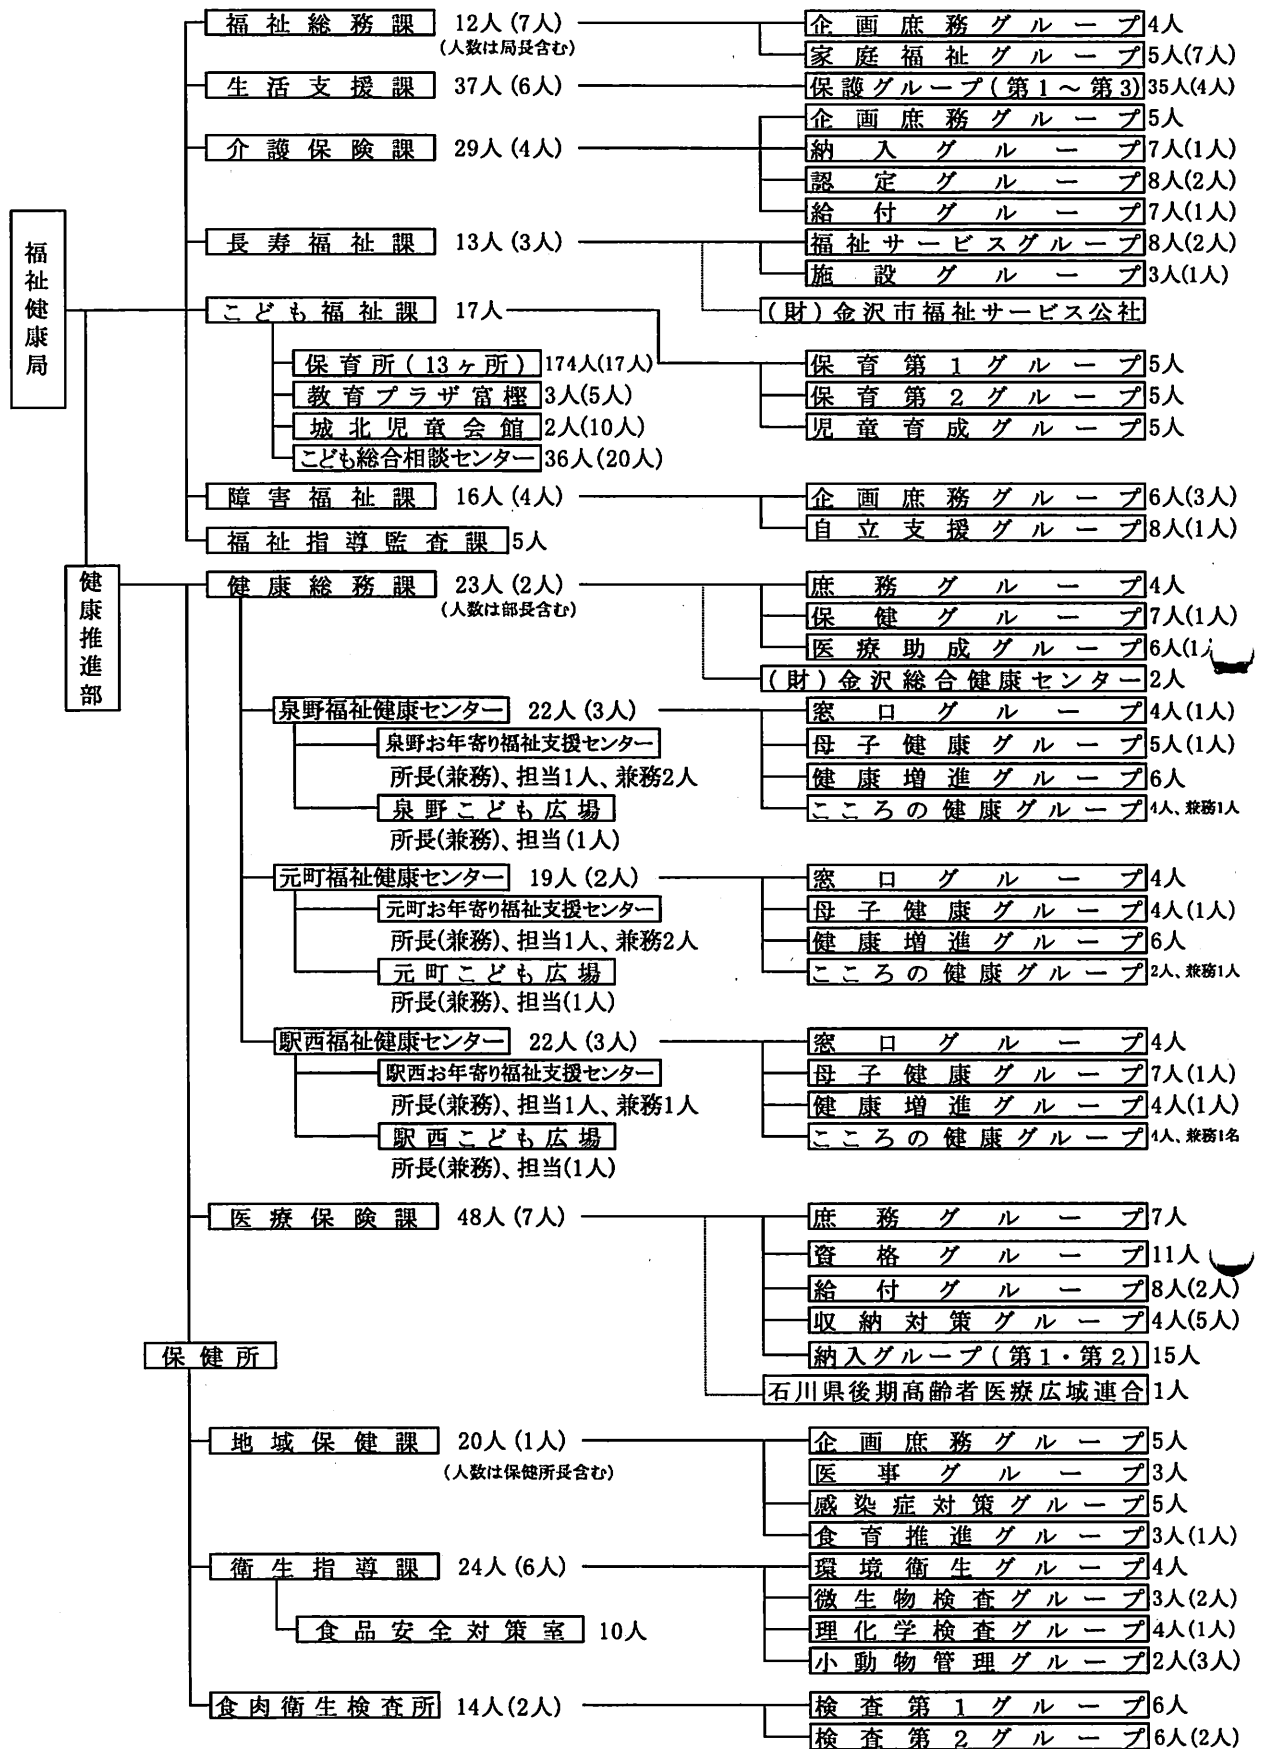 福祉健康局
福祉総務課 12人 (7人)
(人数は局長含む)
企画庶務グループ 4人
家庭福祉グループ 5人(7人)
生活支援課 37人 (6人)
保護グループ(第1～第3) 35人(4人)
介護保険課 29人 (4人)
企画庶務グループ 5人
納入グループ 7人(1人)
認定グループ 8人(2人)
給付グループ 7人(1人)
長寿福祉課 13人 (3人)
福祉サービスグループ 8人(2人)
施設グループ 3人(1人)
(財)金沢市福祉サービス公社
こども福祉課 17人
保育所(13ヶ所) 174人(17人)
教育プラザ富樫 3人(5人)
城北児童会館 2人(10人)
こども総合相談センター 36人(20人)
保育第1グループ 5人
保育第2グループ 5人
児童育成グループ 5人
障害福祉課 16人 (4人)
企画庶務グループ 6人(3人)
自立支援グループ 8人(1人)
福祉指導監査課 5人
健康推進部
健康総務課 23人 (2人)
(人数は部長含む)
庶務グループ 4人
保健グループ 7人(1人)
医療助成グループ 6人(1
(財)金沢総合健康センター 2人
泉野福祉健康センター 22人 (3人)
泉野お年寄り福祉支援センター
所長(兼務)、担当1人、兼務2人
泉野こども広場
所長(兼務)、担当(1人)
窓口グループ 4人(1人)
母子健康グループ 5人(1人)
健康増進グループ 6人
こころの健康グループ 4人、兼務1人
元町福祉健康センター 19人 (2人)
元町お年寄り福祉支援センター
所長(兼務)、担当1人、兼務2人
元町こども広場
所長(兼務)、担当(1人)
窓口グループ 4人
母子健康グループ 4人(1人)
健康増進グループ 6人
こころの健康グループ 2人、兼務1人
駅西福祉健康センター 22人 (3人)
駅西お年寄り福祉支援センター
所長(兼務)、担当1人、兼務1人
駅西こども広場
所長(兼務)、担当(1人)
窓口グループ 4人
母子健康グループ 7人(1人)
健康増進グループ 4人(1人)
こころの健康グループ 4人、兼務1名
医療保険課 48人 (7人)
庶務グループ 7人
資格グループ 11人
給付グループ 8人(2人)
収納対策グループ 4人(5人)
納入グループ(第1・第2) 15人
石川県後期高齢者医療広域連合 1人
保健所
地域保健課 20人 (1人)
(人数は保健所長含む)
企画庶務グループ 5人
医事グループ 3人
感染症対策グループ 5人
食育推進グループ 3人(1人)
衛生指導課 24人 (6人)
食品安全対策室 10人
環境衛生グループ 4人
微生物検査グループ 3人(2人)
理化学検査グループ 4人(1人)
小動物管理グループ 2人(3人)
食肉衛生検査所 14人(2人)
検査第1グループ 6人
検査第2グループ 6人(2人)